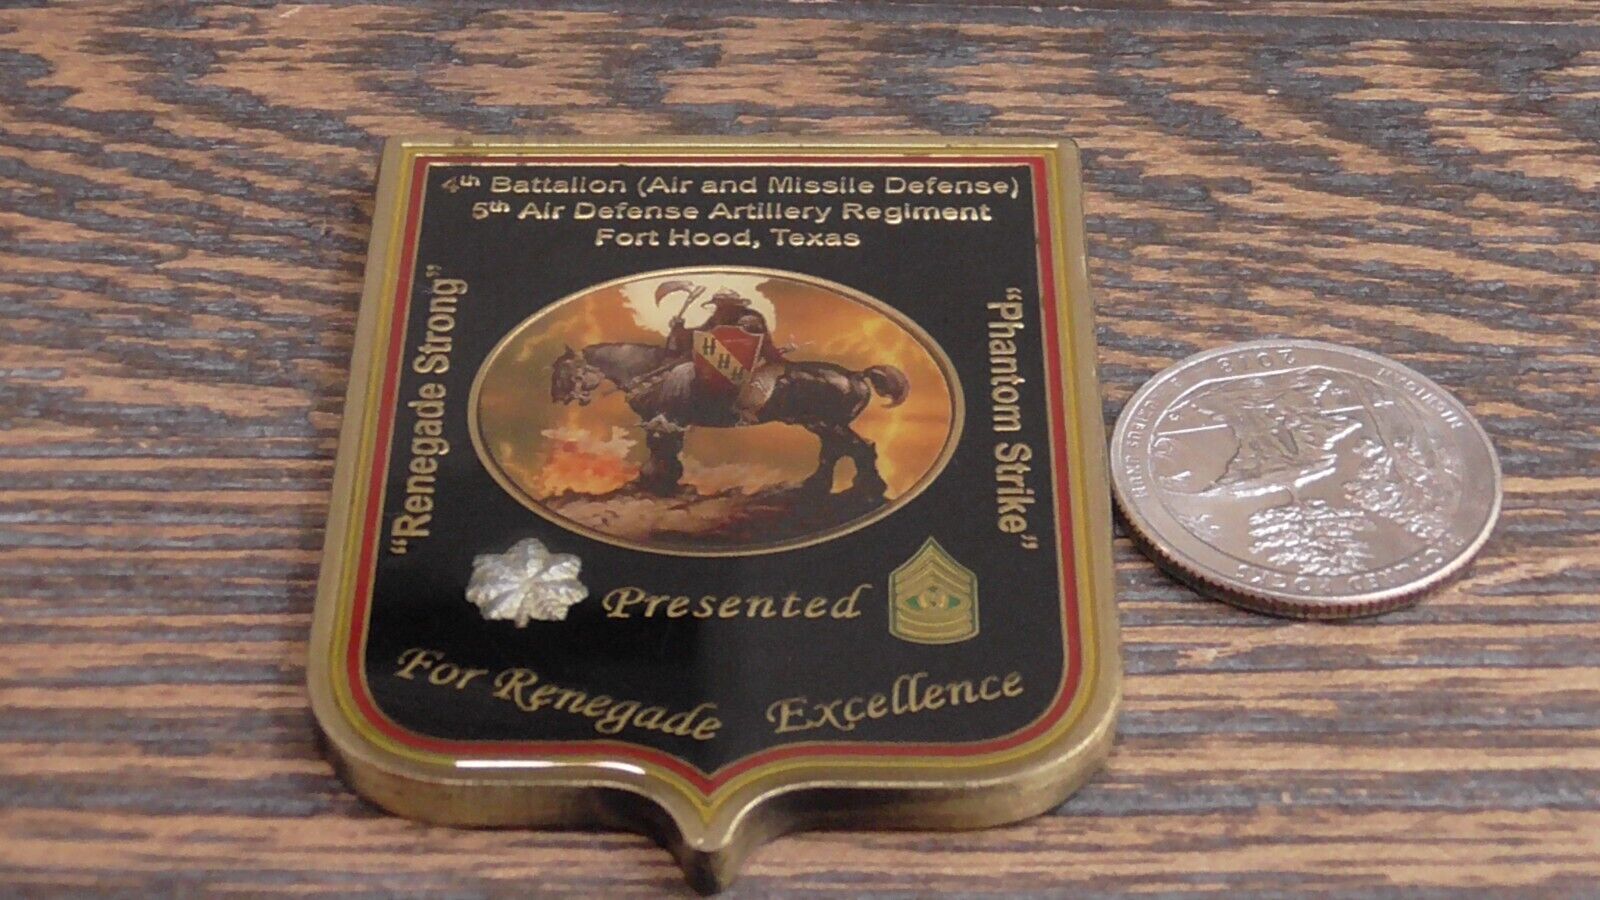 4th Battalion (Air and Missile Defense)
5th Air Defense Artillery Regiment
Fort Hood, Texas
"Renegade Strong"
"Phantom Strike"
H
H H
Presented
For Renegade Excellence
2013